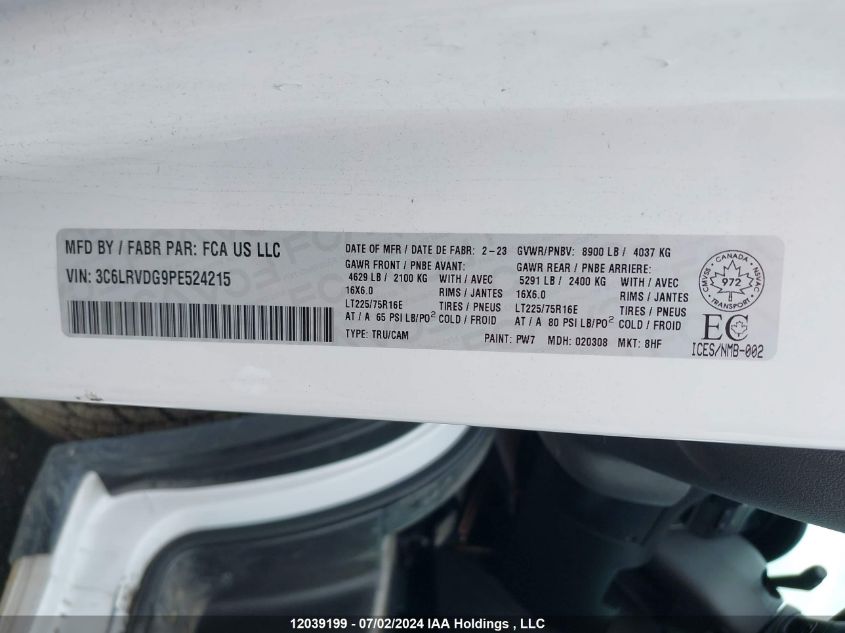 MFD BY / FABR PAR: FCA US LLC
VIN: 3C6LRVDG9PE524215
DATE OF MFR / DATE DE FABR: 2-23 GVWR/PNBV: 8900 LB / 4037 KG
GAWR FRONT / PNBE AVANT: GAWR REAR / PNBE ARRIERE:
4629 LB / 2100 KG WITH / AVEC 5291 LB / 2400 KG WITH / AVEC
16X6.0 RIMS / JANTES 16X6.0 RIMS / JANTES
LT225/75R16E TIRES / PNEUS LT225/75R16E TIRES / PNEUS
AT / A 65 PSI LB/PO² COLD / FROID AT / A 80 PSI LB/PO² COLD / FROID
TYPE: TRU/CAM PAINT: PW7 MDH: 020308 MKT: 8HF
CANADA
CMVSS 972 NSVAC
TRANSPORT
EC
ICES/NMB-002
12039199 - 07/02/2024 IAA Holdings , LLC